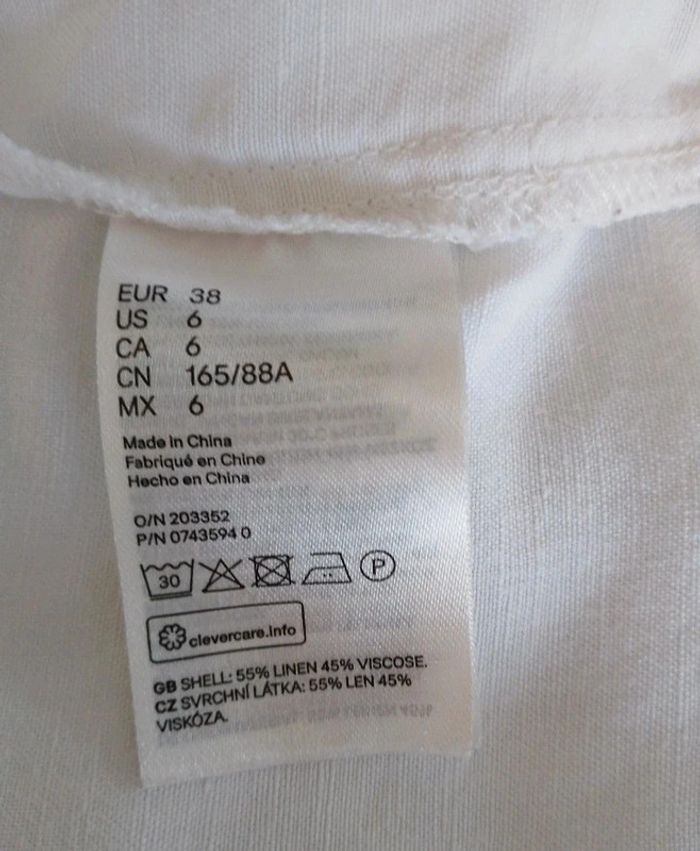 EUR 38
US 6
CA 6
CN 165/88A
MX 6
Made in China
Fabriqué en Chine
Hecho en China
O/N 203352
P/N 0743594 0
30 P
clevercare.info
GB SHELL: 55% LINEN 45% VISCOSE.
CZ SVRCHNÍ LÁTKA: 55% LEN 45%
VISKÓZA.